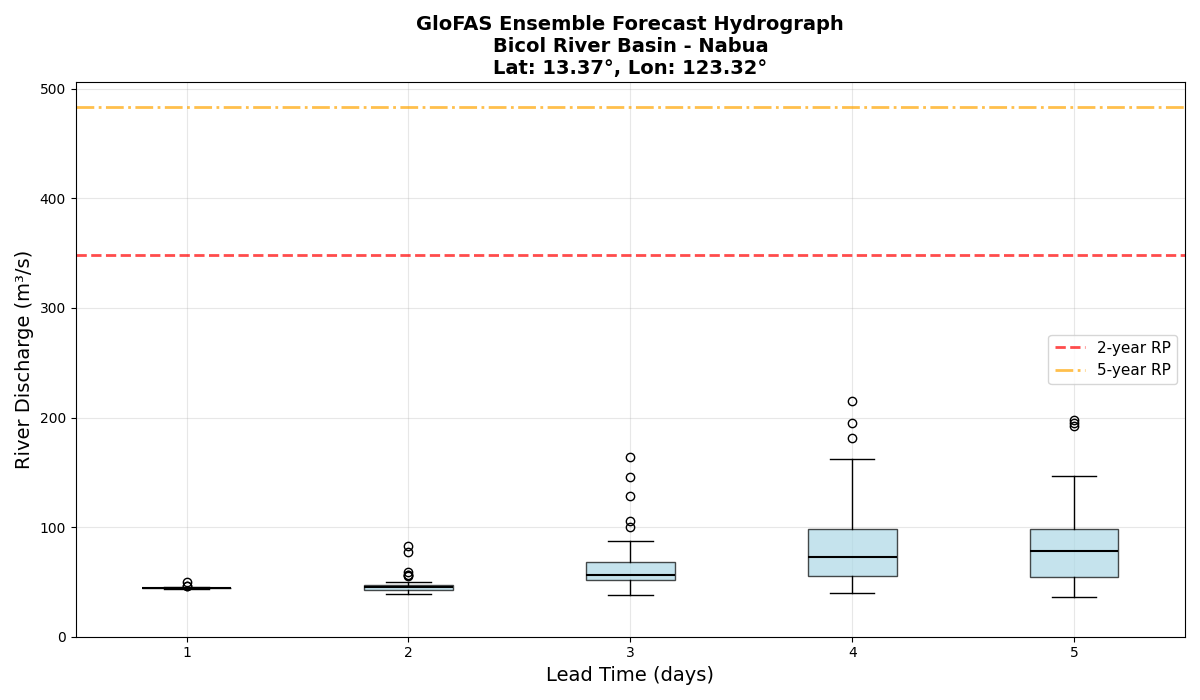 GloFAS Ensemble Forecast Hydrograph
Bicol River Basin - Nabua
Lat: 13.37°, Lon: 123.32°
River Discharge (m³/s)
500
400
300
200
100
0
2-year RP
5-year RP
1 2 3 4 5
Lead Time (days)